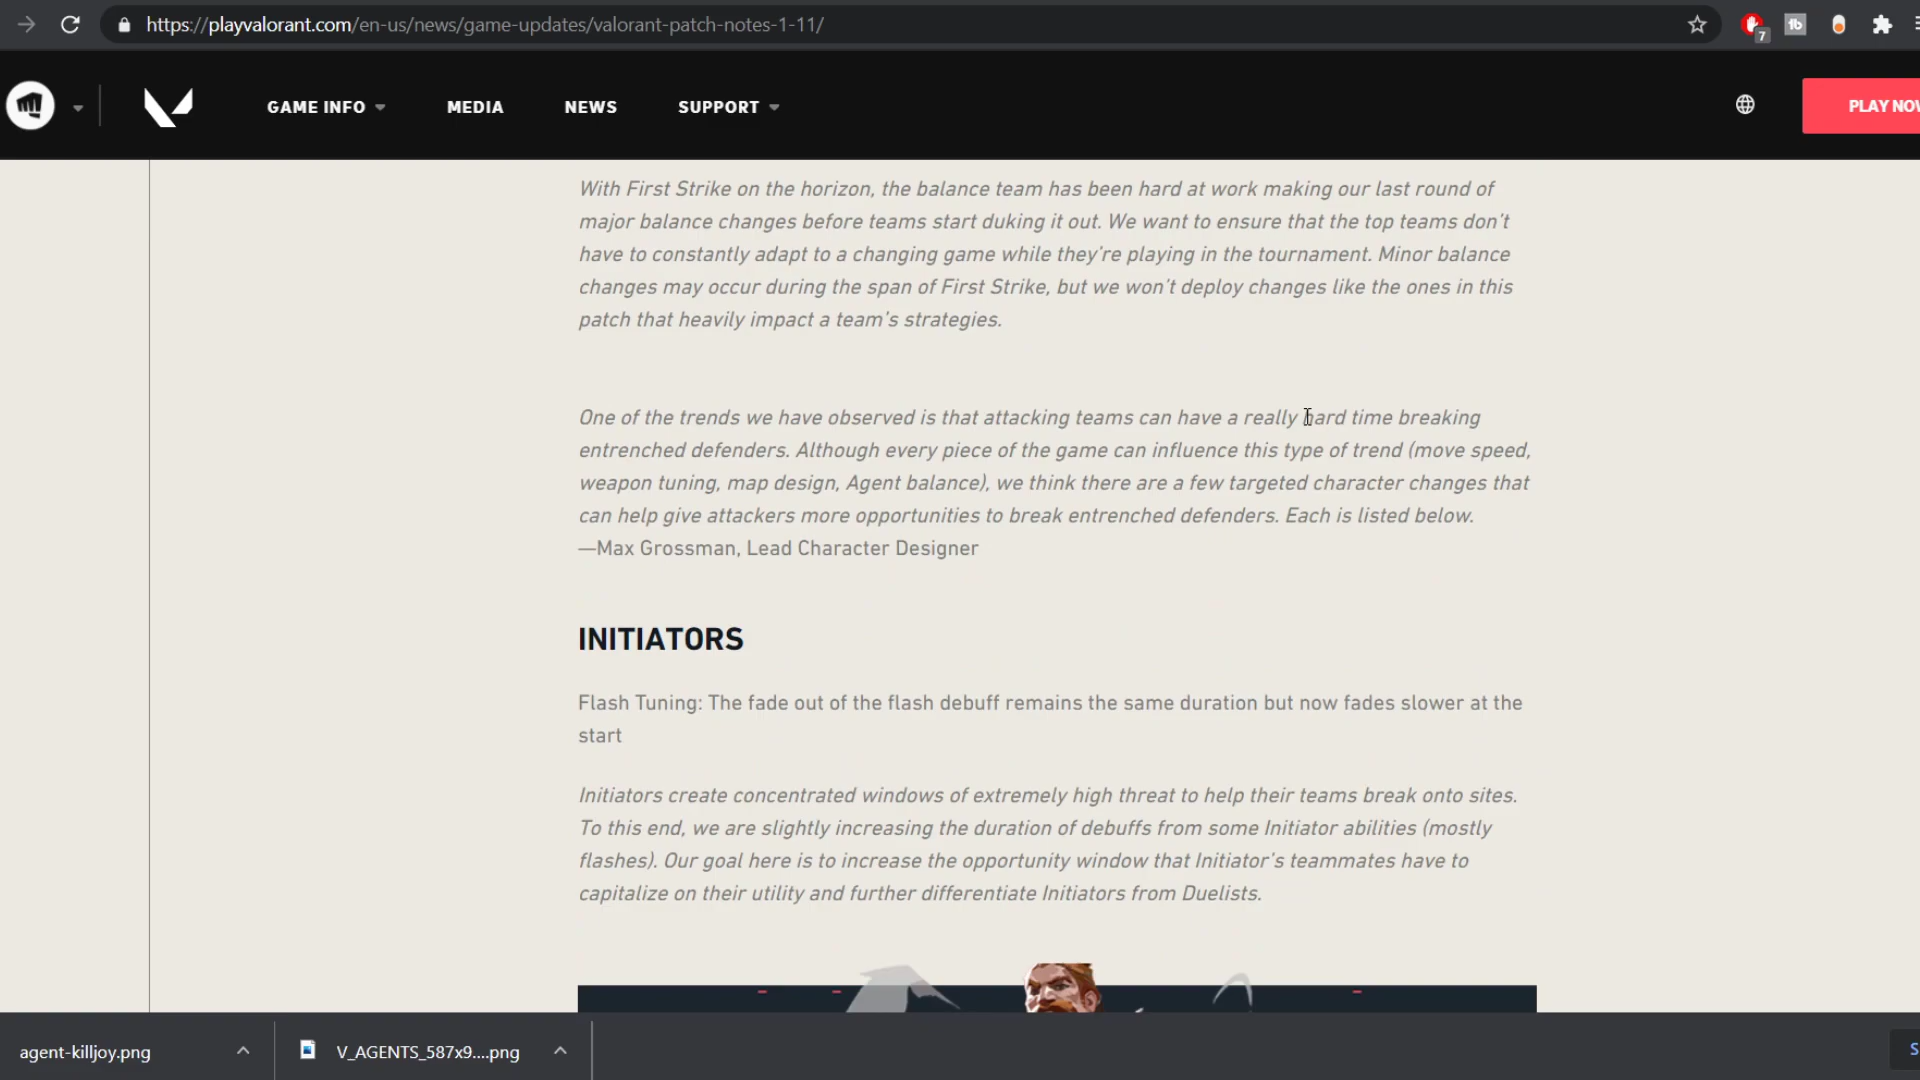 https://playvalorant.com/en-us/news/game-updates/valorant-patch-notes-1-11/
7
tb
GAME INFO
MEDIA
NEWS
SUPPORT
PLAY NOW
With First Strike on the horizon, the balance team has been hard at work making our last round of
major balance changes before teams start duking it out. We want to ensure that the top teams don't
have to constantly adapt to a changing game while they're playing in the tournament. Minor balance
changes may occur during the span of First Strike, but we won't deploy changes like the ones in this
patch that heavily impact a team's strategies.
One of the trends we have observed is that attacking teams can have a really hard time breaking
entrenched defenders. Although every piece of the game can influence this type of trend (move speed,
weapon tuning, map design, Agent balance), we think there are a few targeted character changes that
can help give attackers more opportunities to break entrenched defenders. Each is listed below.
—Max Grossman, Lead Character Designer
INITIATORS
Flash Tuning: The fade out of the flash debuff remains the same duration but now fades slower at the
start
Initiators create concentrated windows of extremely high threat to help their teams break onto sites.
To this end, we are slightly increasing the duration of debuffs from some Initiator abilities (mostly
flashes). Our goal here is to increase the opportunity window that Initiator's teammates have to
capitalize on their utility and further differentiate Initiators from Duelists.
agent-killjoy.png
V_AGENTS_587x9....png
S